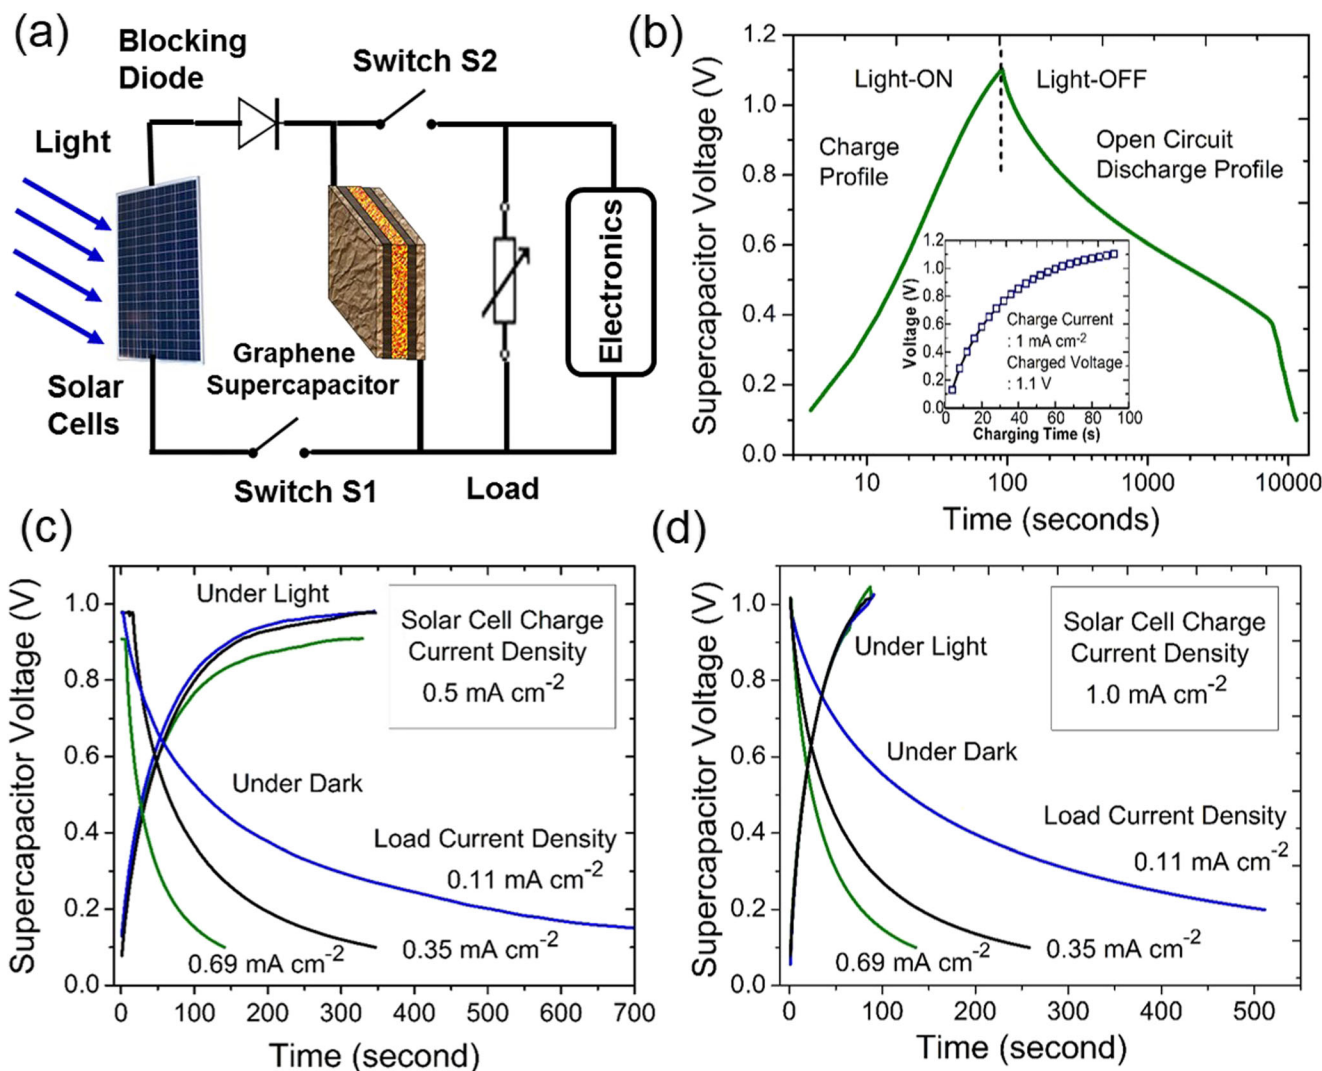 (a)
Blocking
Diode
Switch S2
Light
Electronics
Graphene
Supercapacitor
Solar
Cells
Switch S1
Load
(b)
Supercapacitor Voltage (V)
1.2
1.0
0.8
0.6
0.4
0.2
0.0
Light-ON
Light-OFF
Charge
Profile
Open Circuit
Discharge Profile
Voltage (V)
1.2
1.0
0.8
0.6
0.4
0.2
0.0
Charge Current
: 1 mA cm-2
Charged Voltage
: 1.1 V
0 20 40 60 80 100
Charging Time (s)
10 100 1000 10000
Time (seconds)
(c)
Supercapacitor Voltage (V)
1.0
0.8
0.6
0.4
0.2
0.0
Under Light
Solar Cell Charge
Current Density
0.5 mA cm-2
Under Dark
Load Current Density
0.11 mA cm-2
0.35 mA cm-2
0.69 mA cm-2
0 100 200 300 400 500 600 700
Time (second)
(d)
Supercapacitor Voltage (V)
1.0
0.8
0.6
0.4
0.2
0.0
Solar Cell Charge
Current Density
1.0 mA cm-2
Under Light
Under Dark
Load Current Density
0.11 mA cm-2
0.35 mA cm-2
0.69 mA cm-2
0 100 200 300 400 500
Time (second)